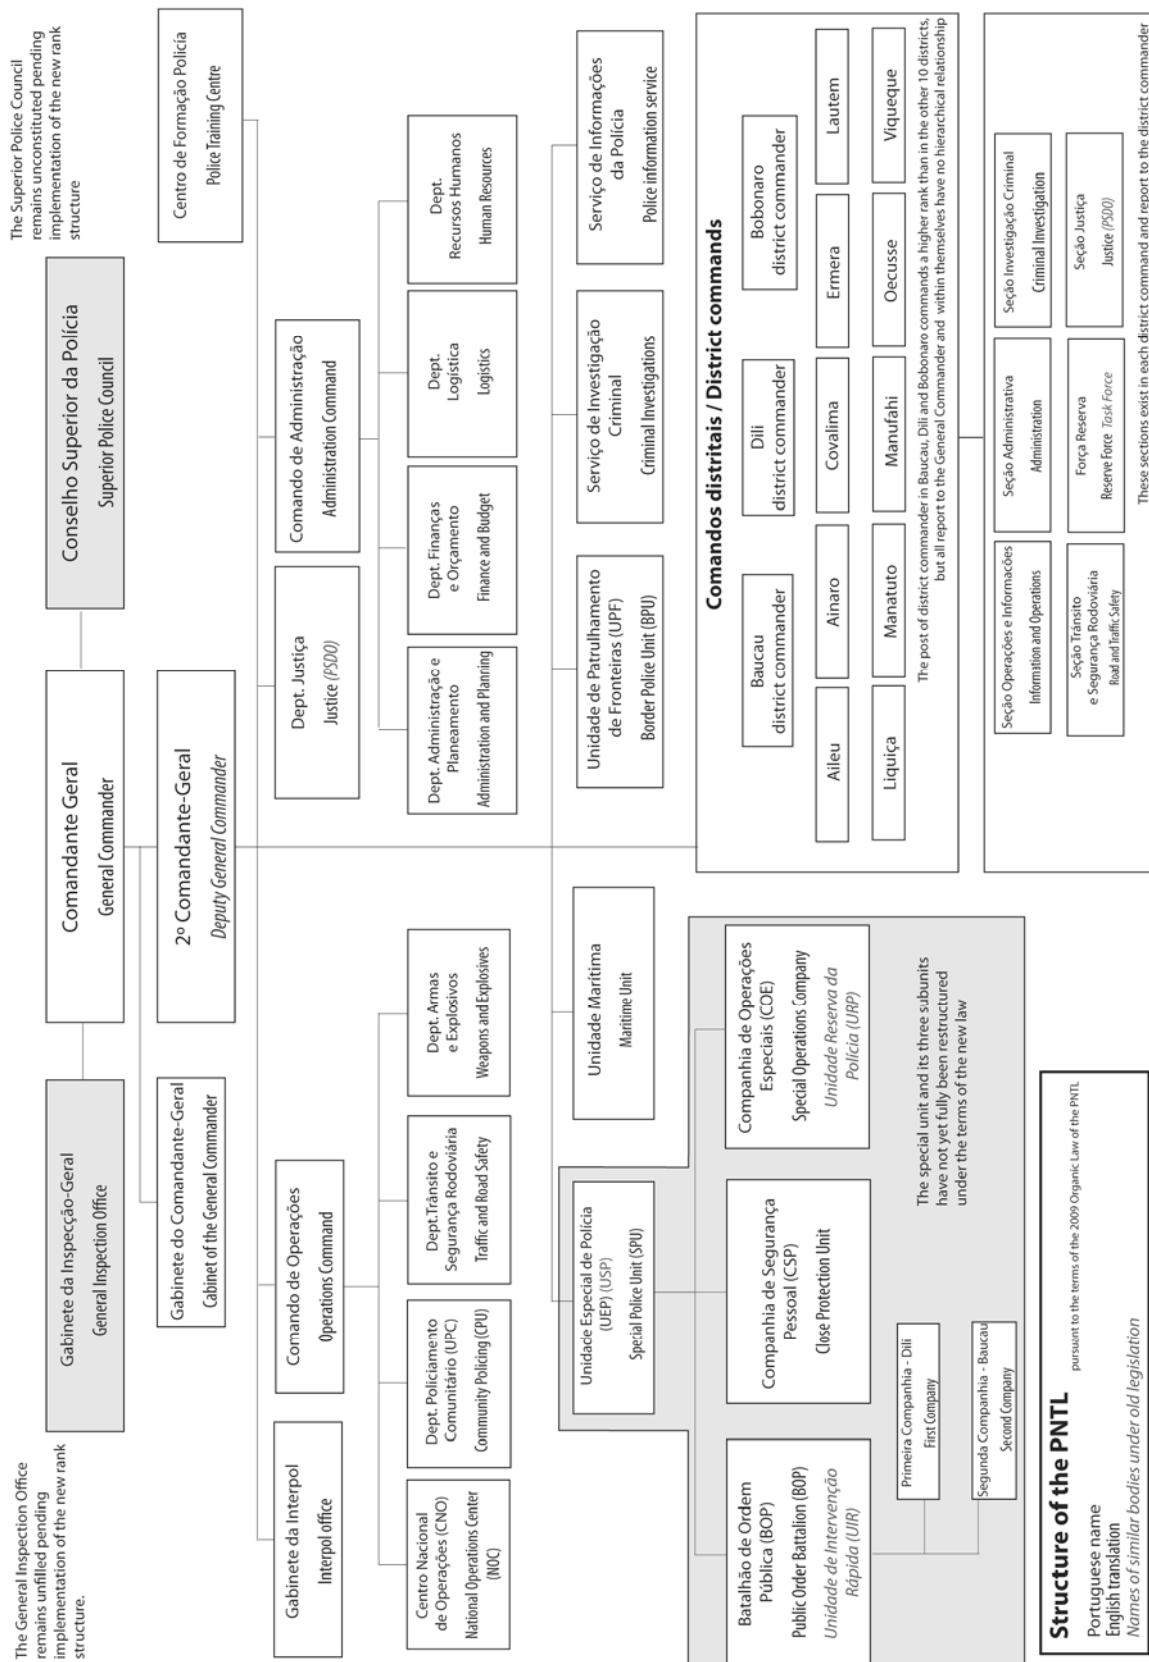 The General Inspection Office
remains unfilled pending
implementation of the new rank
structure.
Gabinete da Inspecção-Geral
General Inspection Office
Comandante Geral
General Commander
Conselho Superior da Polícia
Superior Police Council
The Superior Police Council
remains unconstituted pending
implementation of the new rank
structure
Gabinete do Comandante-Geral
Cabinet of the General Commander
2º Comandante-Geral
Deputy General Commander
Centro de Formação Polícia
Police Training Centre
Gabinete da Interpol
Interpol office
Comando de Operações
Operations Command
Dept. Justiça
Justice (PSDO)
Comando de Administração
Administration Command
Centro Nacional
de Operações (CNO)
National Operations Center
(NOC)
Dept. Policiamento
Comunitário (UPC)
Community Policing (CPU)
Dept.Trânsito e
Segurança Rodoviária
Traffic and Road Safety
Dept. Armas
e Explosivos
Weapons and Explosives
Dept. Administração e
Planeamento
Administration and Planning
Dept. Finanças
e Orçamento
Finance and Budget
Dept.
Logística
Logistics
Dept.
Recursos Humanos
Human Resources
Unidade Especial de Polícia
(UEP) (USP)
Special Police Unit (SPU)
Unidade Marítima
Maritime Unit
Unidade de Patrulhamento
de Fronteiras (UPF)
Border Police Unit (BPU)
Serviço de Investigação
Criminal
Criminal Investigations
Serviço de Informações
da Polícia
Police information service
Batalhão de Ordem
Pública (BOP)
Public Order Battalion (BOP)
Unidade de Intervenção
Rápida (UIR)
Companhia de Segurança
Pessoal (CSP)
Close Protection Unit
Companhia de Operações
Especiais (COE)
Special Operations Company
Unidade Reserva da
Polícia (URP)
Primeira Companhia - Dili
First Company
Segunda Companhia - Baucau
Second Company
The special unit and its three subunits
have not yet fully been restructured
under the terms of the new law
Comandos distritais / District commands
Baucau
district commander
Dili
district commander
Bobonaro
district commander
Aileu
Ainaro
Covalima
Ermera
Lautem
Liquiça
Manatuto
Manufahi
Oecusse
Viqueque
The post of district commander in Baucau, Dili and Bobonaro commands a higher rank than in the other 10 districts,
but all report to the General Commander and within themselves have no hierarchical relationship
Seção Operações e Informacões
Information and Operations
Seção Administrativa
Administration
Seção Investigação Criminal
Criminal Investigation
Seção Trânsito
e Segurança Rodoviária
Road and Traffic Safety
Força Reserva
Reserve Force Task Force
Seção Justiça
Justice (PSDO)
These sections exist in each district command and report to the district commander
Structure of the PNTL pursuant to the terms of the 2009 Organic Law of the PNTL
Portuguese name
English translation
Names of similar bodies under old legislation